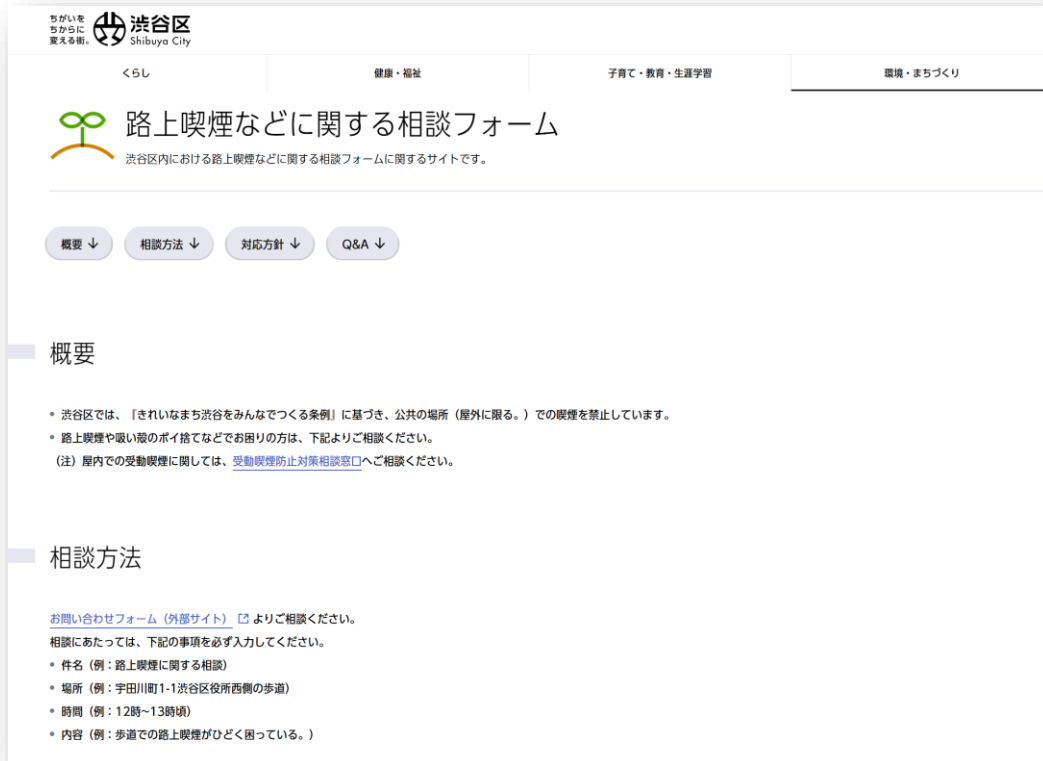 ちがいを
ちからに
変える街。
渋谷区
Shibuya City
くらし
健康・福祉
子育て・教育・生涯学習
環境・まちづくり
路上喫煙などに関する相談フォーム
渋谷区内における路上喫煙などに関する相談フォームに関するサイトです。
概要 ↓
相談方法 ↓
対応方針 ↓
Q&A ↓
概要
• 渋谷区では、『きれいなまち渋谷をみんなでつくる条例』に基づき、公共の場所（屋外に限る。）での喫煙を禁止しています。
• 路上喫煙や吸い殻のポイ捨てなどでお困りの方は、下記よりご相談ください。
（注）屋内での受動喫煙に関しては、受動喫煙防止対策相談窓口へご相談ください。
相談方法
お問い合わせフォーム（外部サイト） よりご相談ください。
相談にあたっては、下記の事項を必ず入力してください。
• 件名（例：路上喫煙に関する相談）
• 場所（例：宇田川町1-1渋谷区役所西側の歩道）
• 時間（例：12時~13時頃）
• 内容（例：歩道での路上喫煙がひどく困っている。）